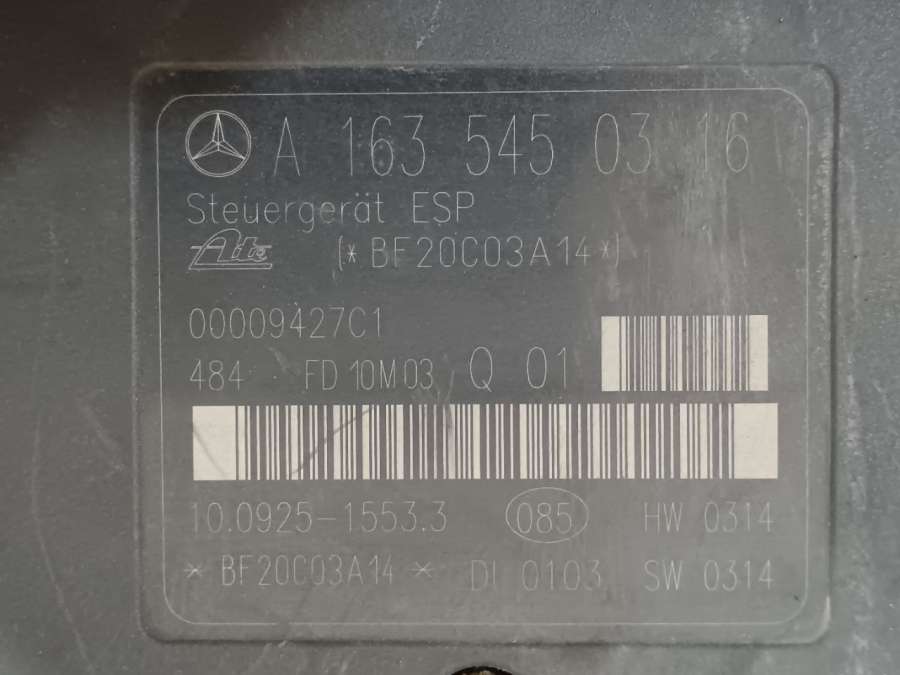 A 163 545 03 16
Steuergerät ESP
Ate (*BF20C03A14*)
00009427C1
484 FD 10M03 Q 01
10.0925-1553.3 085 HW 0314
* BF20C03A14 * DI 0103 SW 0314